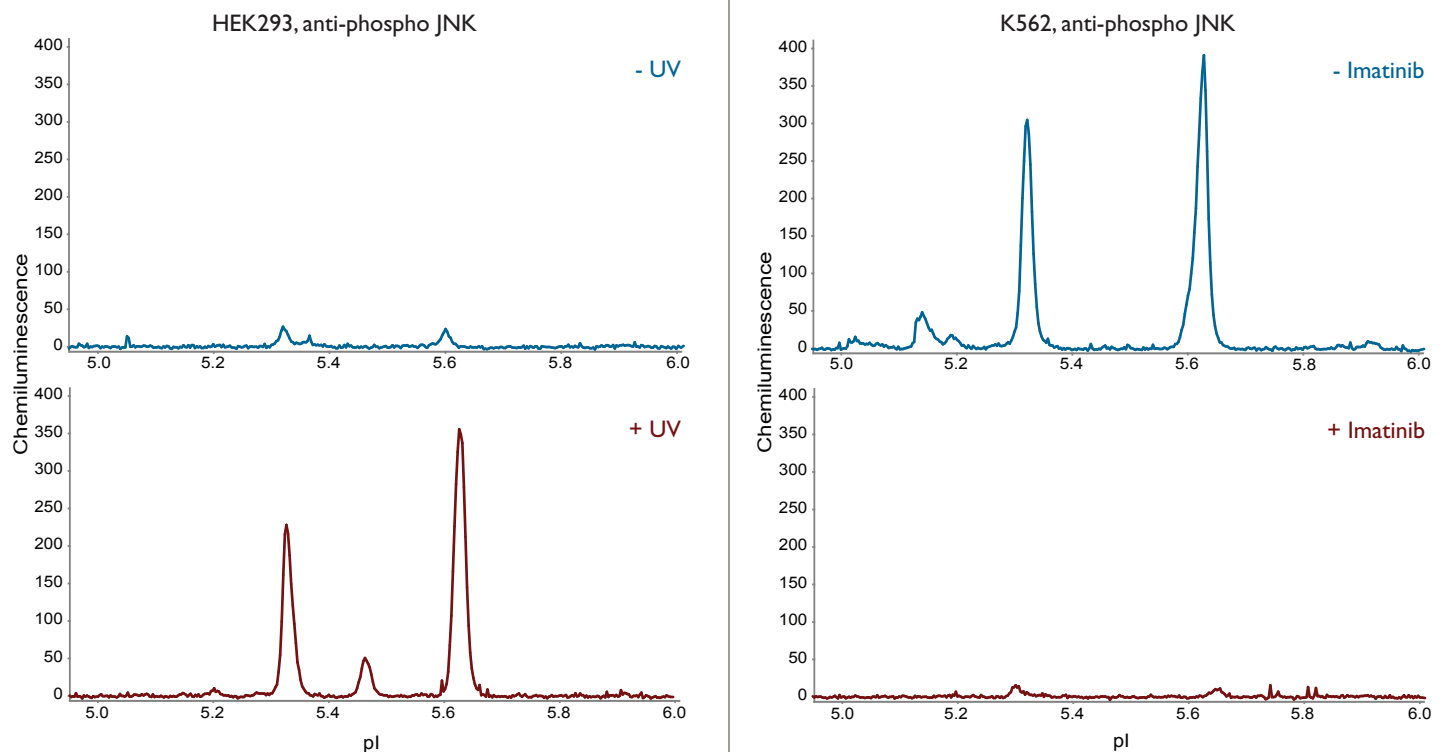 HEK293, anti-phospho JNK
400
350
300
250
200
150
100
50
0
- UV
5.0 5.2 5.4 5.6 5.8 6.0
Chemiluminescence
400
350
300
250
200
150
100
50
0
+ UV
5.0 5.2 5.4 5.6 5.8 6.0
pI
K562, anti-phospho JNK
400
350
300
250
200
150
100
50
0
- Imatinib
5.0 5.2 5.4 5.6 5.8 6.0
Chemiluminescence
400
350
300
250
200
150
100
50
0
+ Imatinib
5.0 5.2 5.4 5.6 5.8 6.0
pI